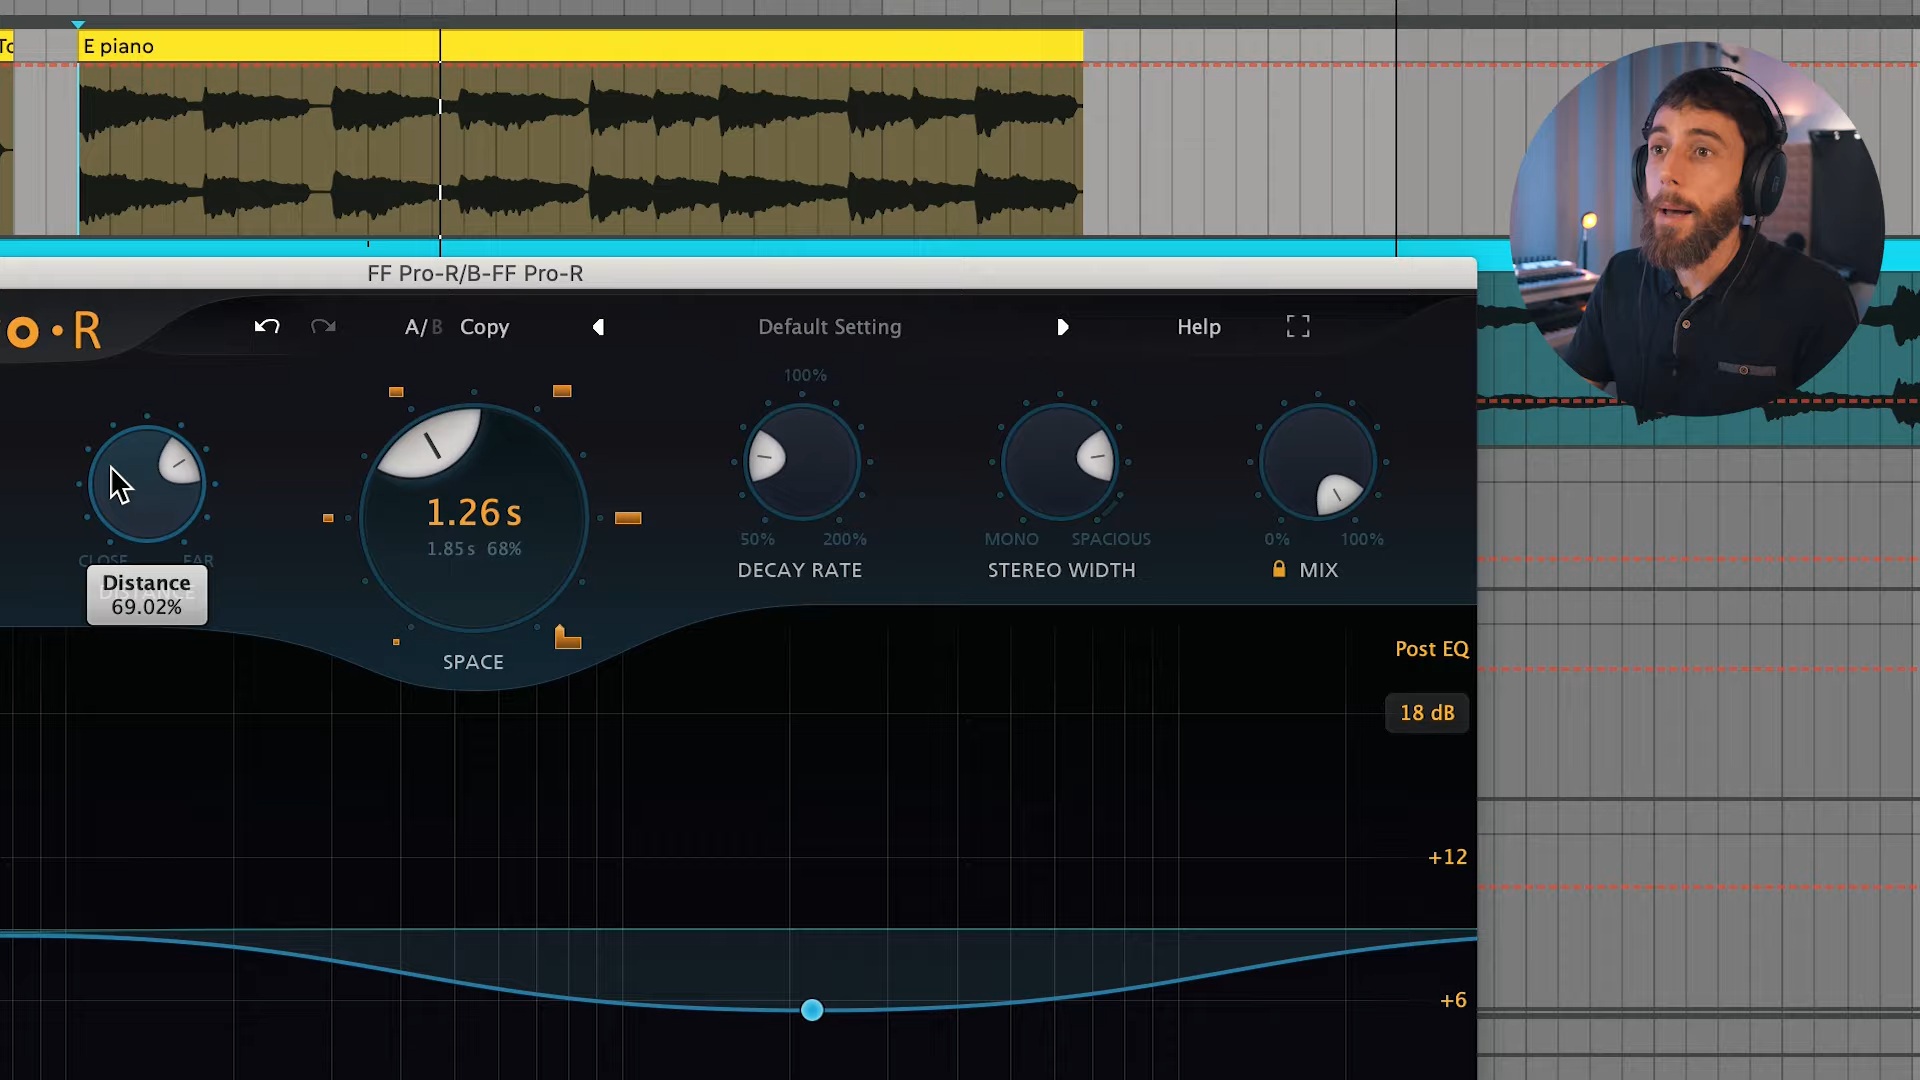 To
E piano
FF Pro-R/B-FF Pro-R
o·R
A/B Copy
Default Setting
Help
100%
1.26 s
1.85 s 68%
CLOSE
FAR
50%
200%
MONO
SPACIOUS
0%
100%
DECAY RATE
STEREO WIDTH
MIX
Distance
69.02%
DISTANCE
SPACE
Post EQ
18 dB
+12
+6